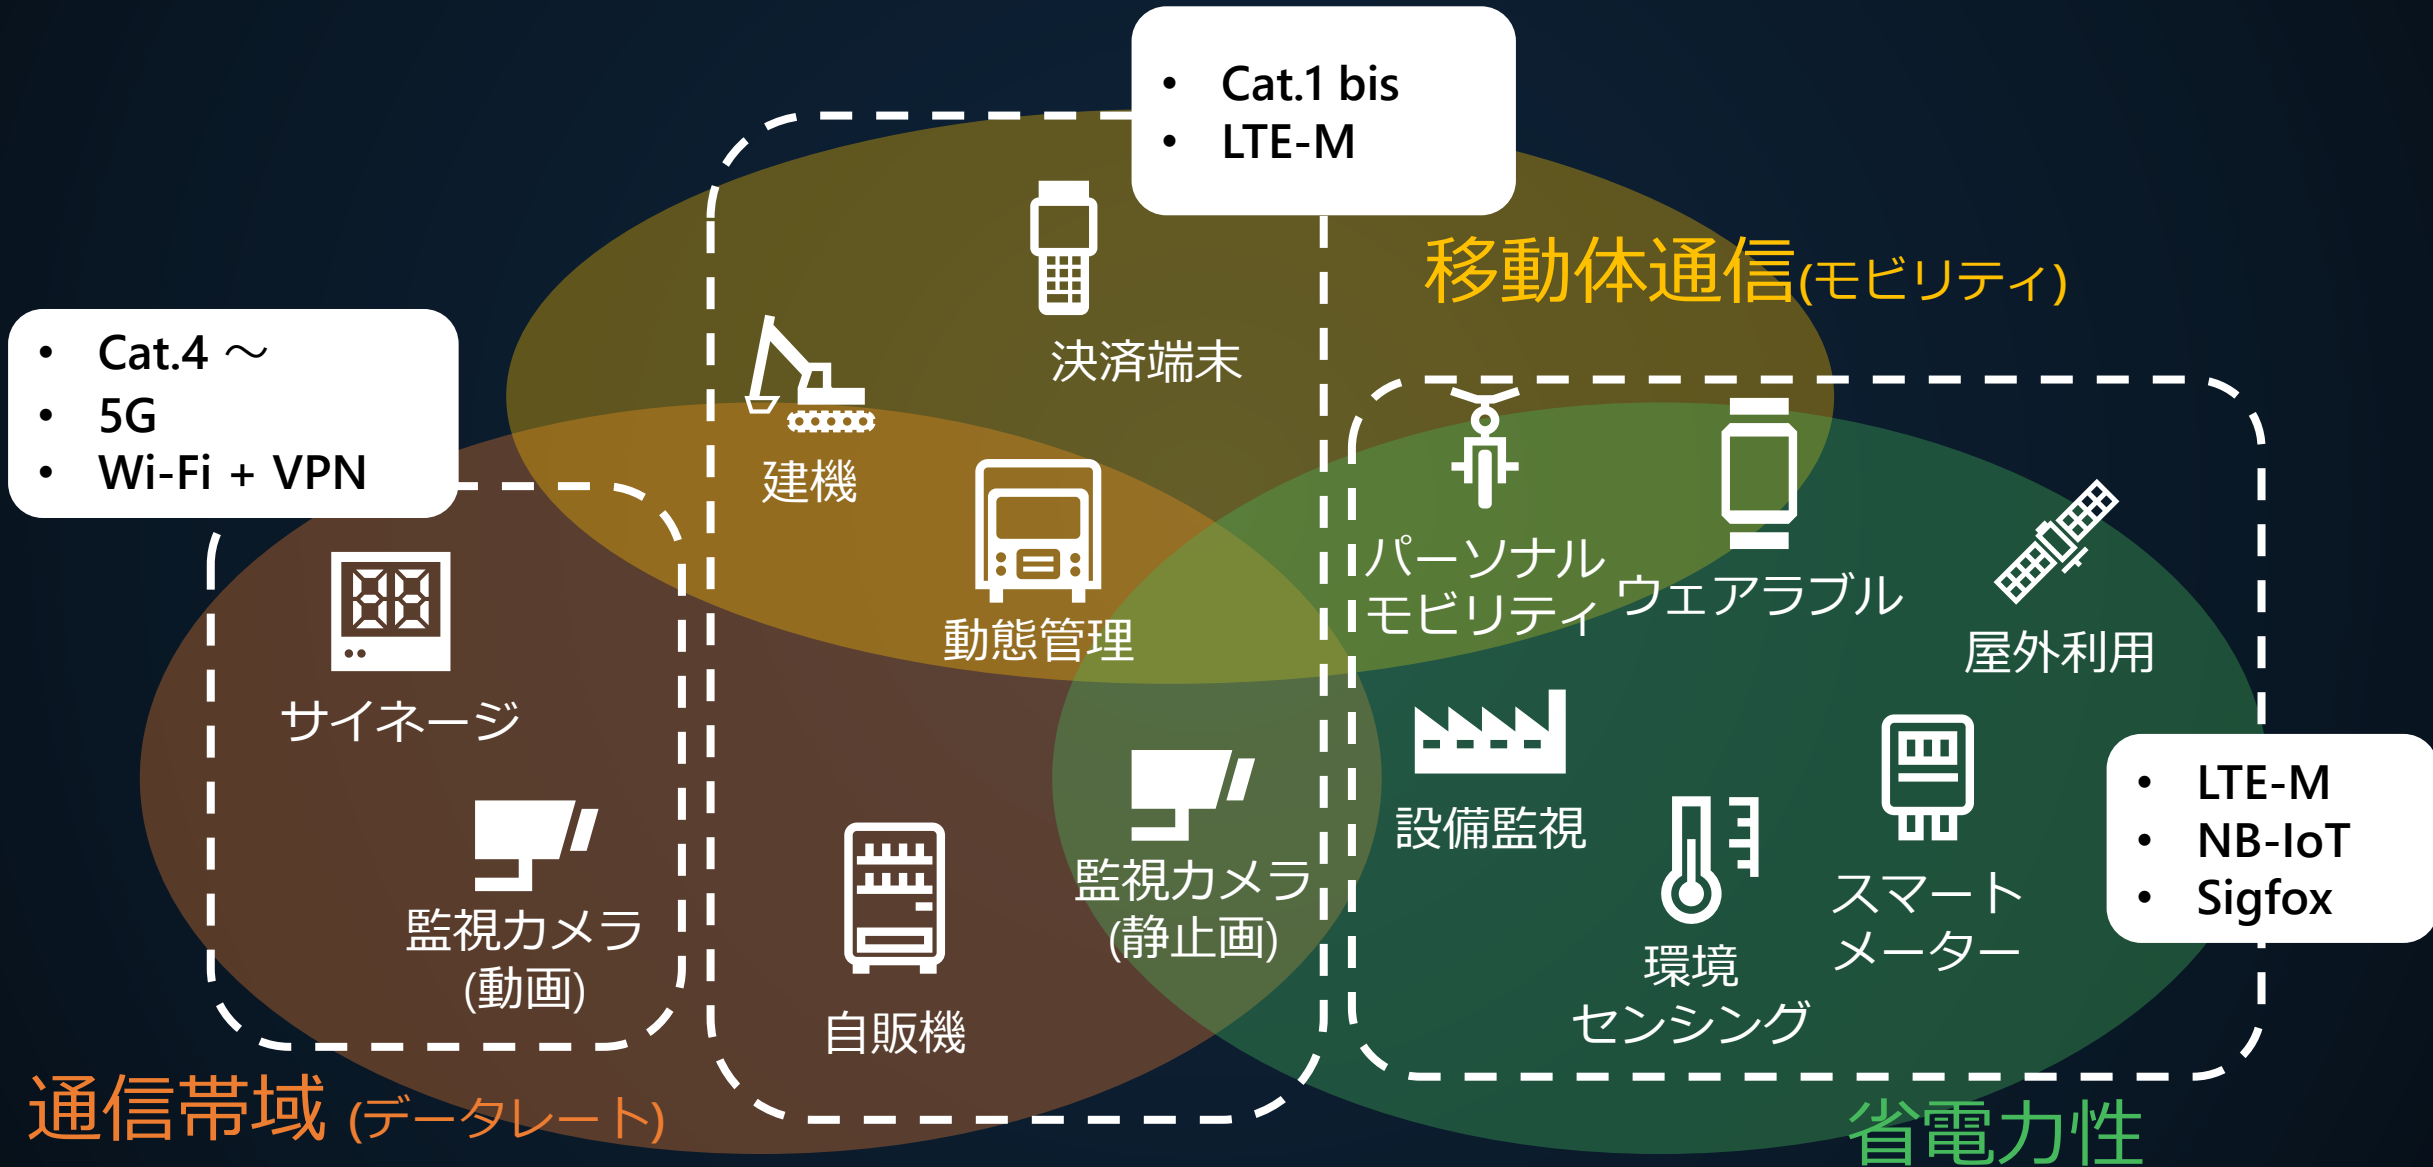 • Cat.1 bis
• LTE-M
移動体通信(モビリティ)
決済端末
• Cat.4 ～
• 5G
• Wi-Fi + VPN
建機
動態管理
パーソナル
モビリティ
ウェアラブル
屋外利用
サイネージ
監視カメラ
(動画)
自販機
監視カメラ
(静止画)
設備監視
環境
センシング
スマート
メーター
• LTE-M
• NB-IoT
• Sigfox
通信帯域 (データレート)
省電力性